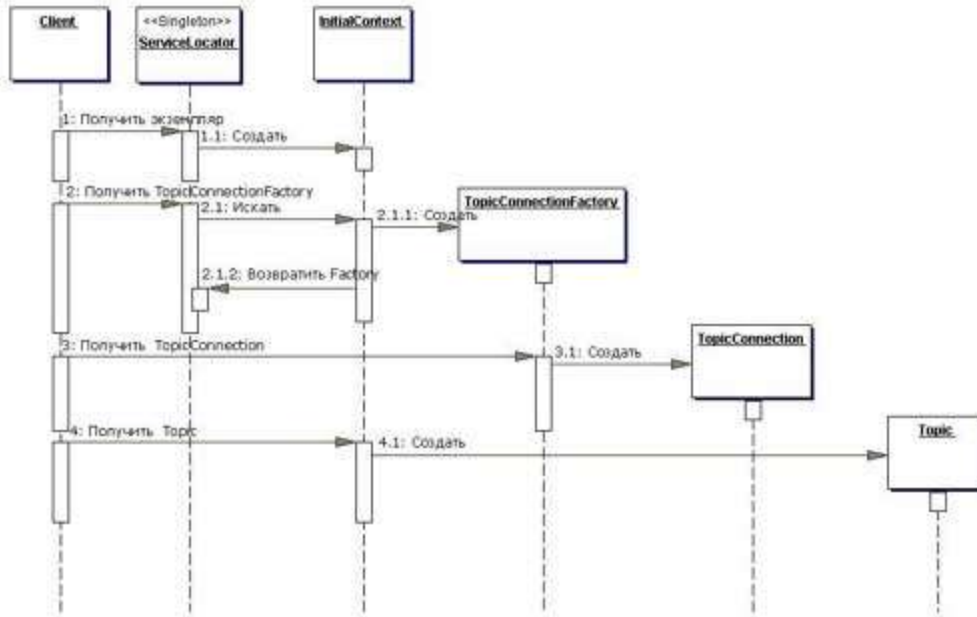 Client
<<Singleton>>
ServiceLocator
InitialContext
1: Получить экземпляр
1.1: Создать
2: Получить TopicConnectionFactory
2.1: Искать
2.1.1: Создать
TopicConnectionFactory
2.1.2: Возвратить Factory
3: Получить TopicConnection
3.1: Создать
TopicConnection
4: Получить Topic
4.1: Создать
Topic